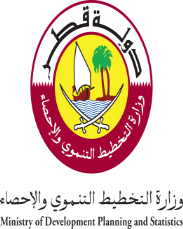 دولة قطر
وزارة التخطيط التنموي والإحصاء
وزارة التخطيط التنموي والإحصاء
Ministry of Development Planning and Statistics